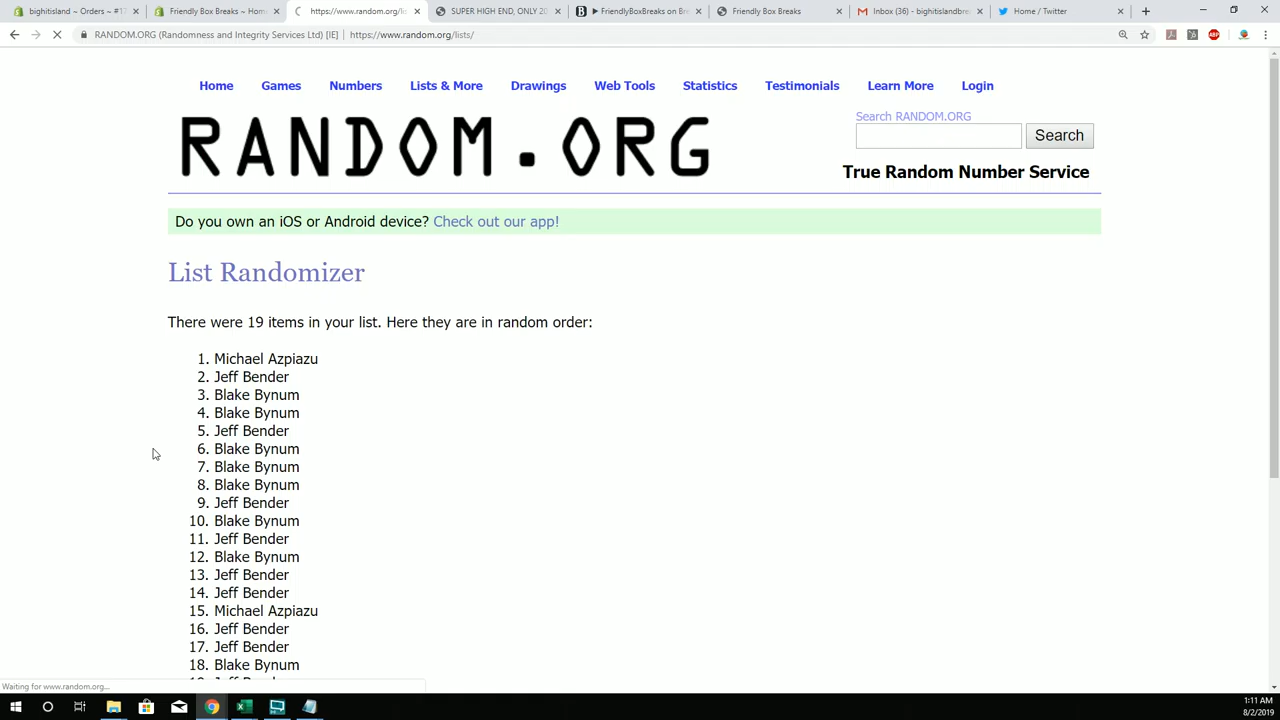 bighitisland ~ Orders ~ #17
Friendly Box Breaks ~ Home
https://www.random.org/li
SUPER HIGH END, ONLY 20
FriendlyBoxBreaks on Bre
Friendly Box Breaks
Inbox (36) - bighitislandbre
Home / Twitter
RANDOM.ORG (Randomness and Integrity Services Ltd) [IE] | https://www.random.org/lists/
Home Games Numbers Lists & More Drawings Web Tools Statistics Testimonials Learn More Login
RANDOM.ORG
Search RANDOM.ORG
Search
True Random Number Service
Do you own an iOS or Android device? Check out our app!
List Randomizer
There were 19 items in your list. Here they are in random order:
1. Michael Azpiazu
2. Jeff Bender
3. Blake Bynum
4. Blake Bynum
5. Jeff Bender
6. Blake Bynum
7. Blake Bynum
8. Blake Bynum
9. Jeff Bender
10. Blake Bynum
11. Jeff Bender
12. Blake Bynum
13. Jeff Bender
14. Jeff Bender
15. Michael Azpiazu
16. Jeff Bender
17. Jeff Bender
18. Blake Bynum
Waiting for www.random.org...
1:11 AM
8/2/2019